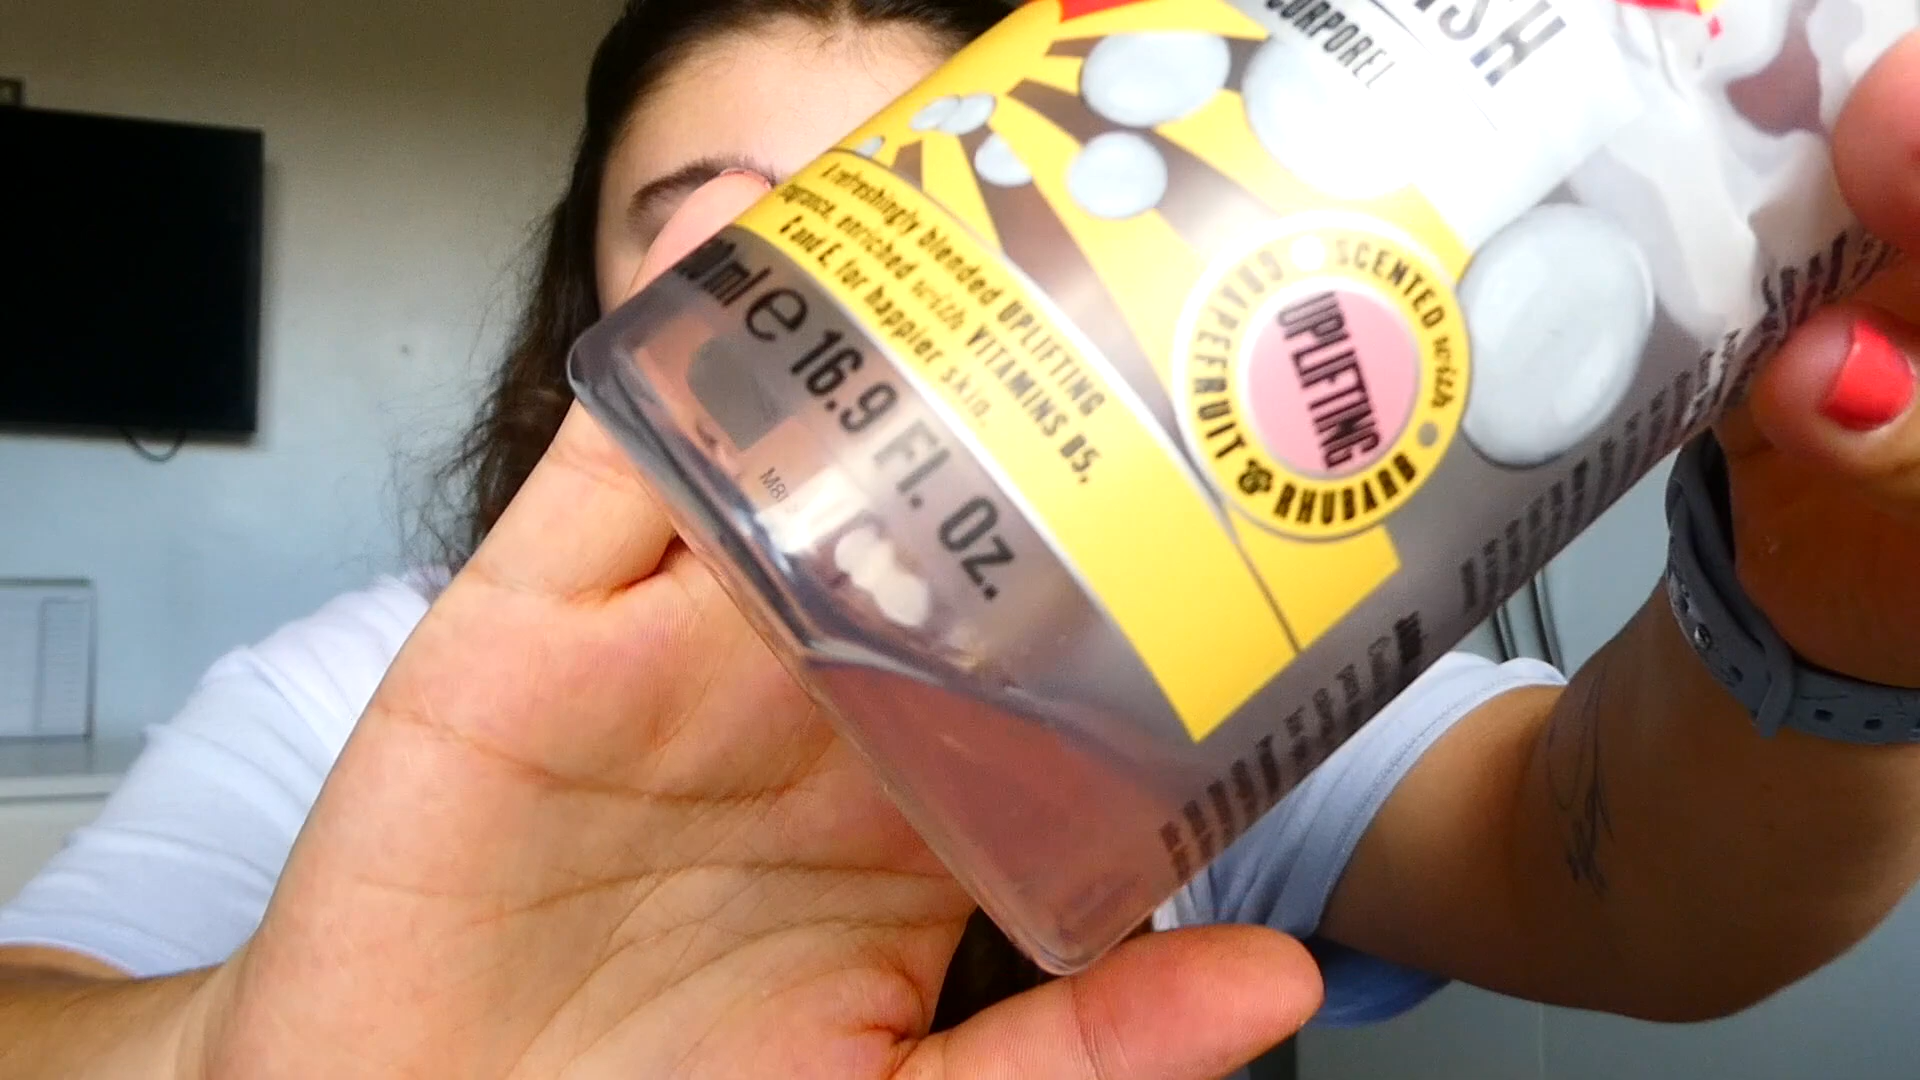 CORPOREL
A refreshingly blended UPLIFTING
fragrance, enriched with VITAMINS B5,
C and E, for happier skin.
SCENTED with
GRAPEFRUIT & RHUBARB
UPLIFTING
0ml e 16.9 Fl. Oz.